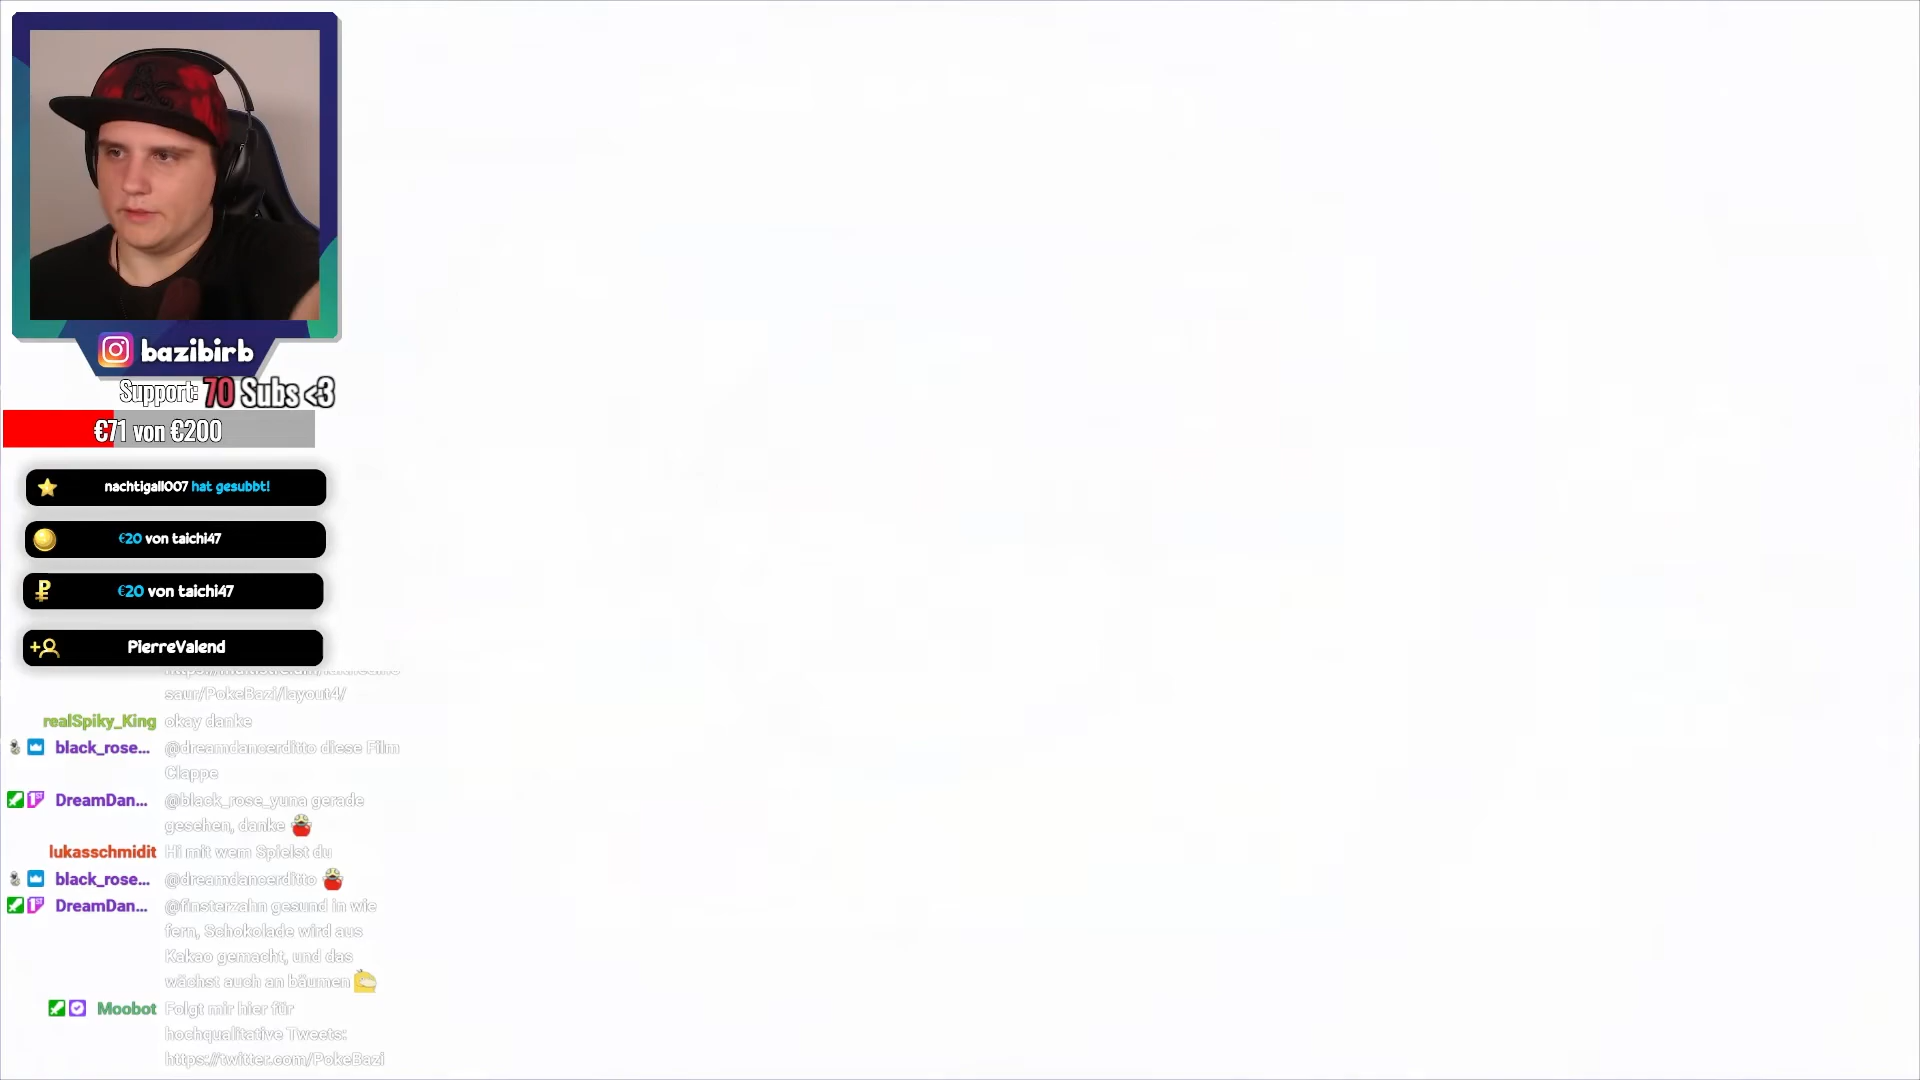 bazibirb
Support: 70 Subs <3
€71 von €200
nachtigall007 hat gesubbt!
€20 von taichi47
€20 von taichi47
PierreValend
saur/PokeBazi/layout4/
realSpiky_King okay danke
black_rose... @dreamdancerditto diese Film
Clappe
DreamDan... @black_rose_yuna gerade
gesehen, danke
lukasschmidit Hi mit wem Spielst du
black_rose... @dreamdancerditto
DreamDan... @finsterzahn gesund in wie
fern, Schokolade wird aus
Kakao gemacht, und das
wächst auch an bäumen
Moobot Folgt mir hier für
hochqualitative Tweets:
https://twitter.com/PokeBazi